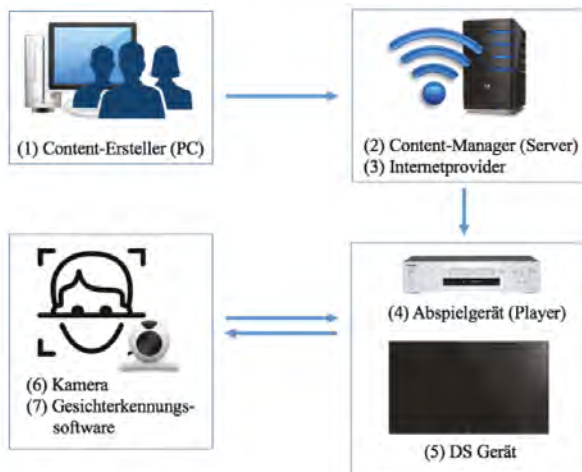 (1) Content-Ersteller (PC)
(2) Content-Manager (Server)
(3) Internetprovider
(4) Abspielgerät (Player)
(5) DS Gerät
(6) Kamera
(7) Gesichterkennungs-
software